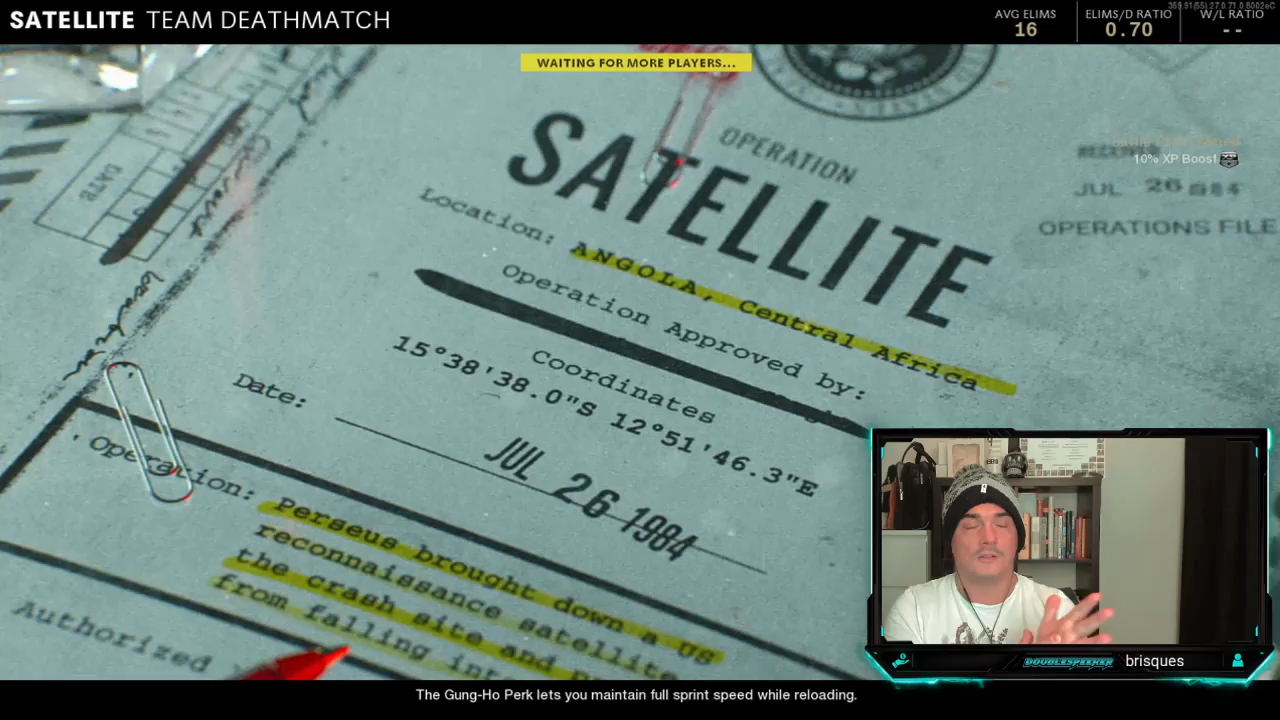 SATELLITE TEAM DEATHMATCH
AVG ELIMS
16
ELIMS/D RATIO
0.70
W/L RATIO
--
WAITING FOR MORE PLAYERS...
10% XP Boost
JUL 26 1984
OPERATIONS FILE
DATE
OPERATION
SATELLITE
Location: ANGOLA, Central Africa
Operation Approved by:
Coordinates
15°38'38.0"S 12°51'46.3"E
Date:
JUL 26 1984
Operation: Perseus brought down a US
reconnaissance satellite
the crash site and
from falling
Authorized
DOUBLESPEEKER
brisques
The Gung-Ho Perk lets you maintain full sprint speed while reloading.